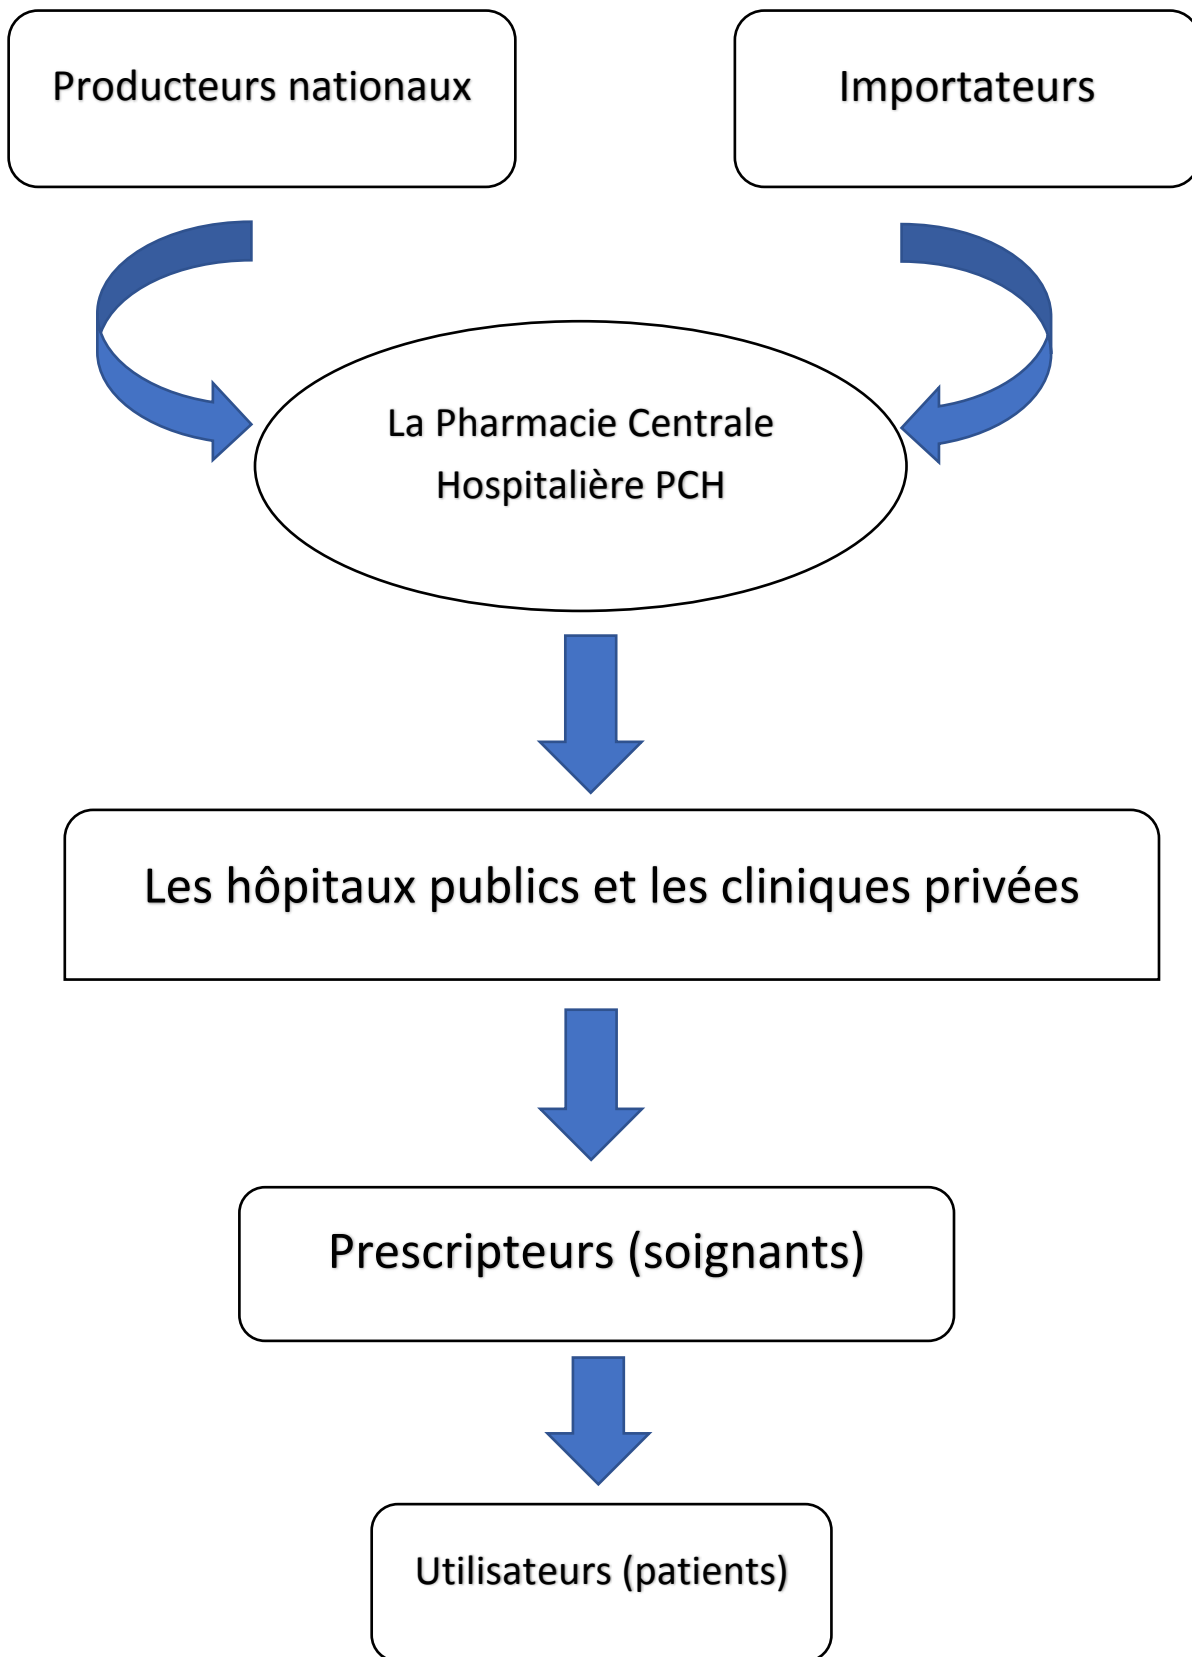 Producteurs nationaux
Importateurs
La Pharmacie Centrale
Hospitalière PCH
Les hôpitaux publics et les cliniques privées
Prescripteurs (soignants)
Utilisateurs (patients)